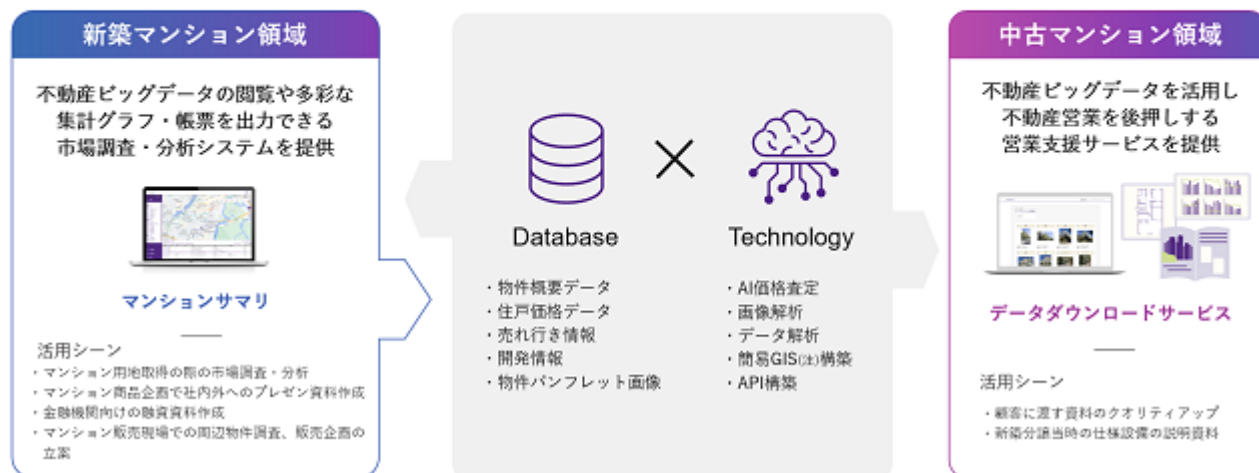 新築マンション領域
不動産ビッグデータの閲覧や多彩な
集計グラフ・帳票を出力できる
市場調査・分析システムを提供
マンションサマリ
活用シーン
・マンション用地取得の際の市場調査・分析
・マンション商品企画で社内外へのプレゼン資料作成
・金融機関向けの融資資料作成
・マンション販売現場での周辺物件調査、販売企画の
立案
Database
・物件概要データ
・住戸価格データ
・売れ行き情報
・開発情報
・物件パンフレット画像
Technology
・AI価格査定
・画像解析
・データ解析
・簡易GIS(注)構築
・API構築
中古マンション領域
不動産ビッグデータを活用し
不動産営業を後押しする
営業支援サービスを提供
データダウンロードサービス
活用シーン
・顧客に渡す資料のクオリティアップ
・新築分譲当時の仕様設備の説明資料